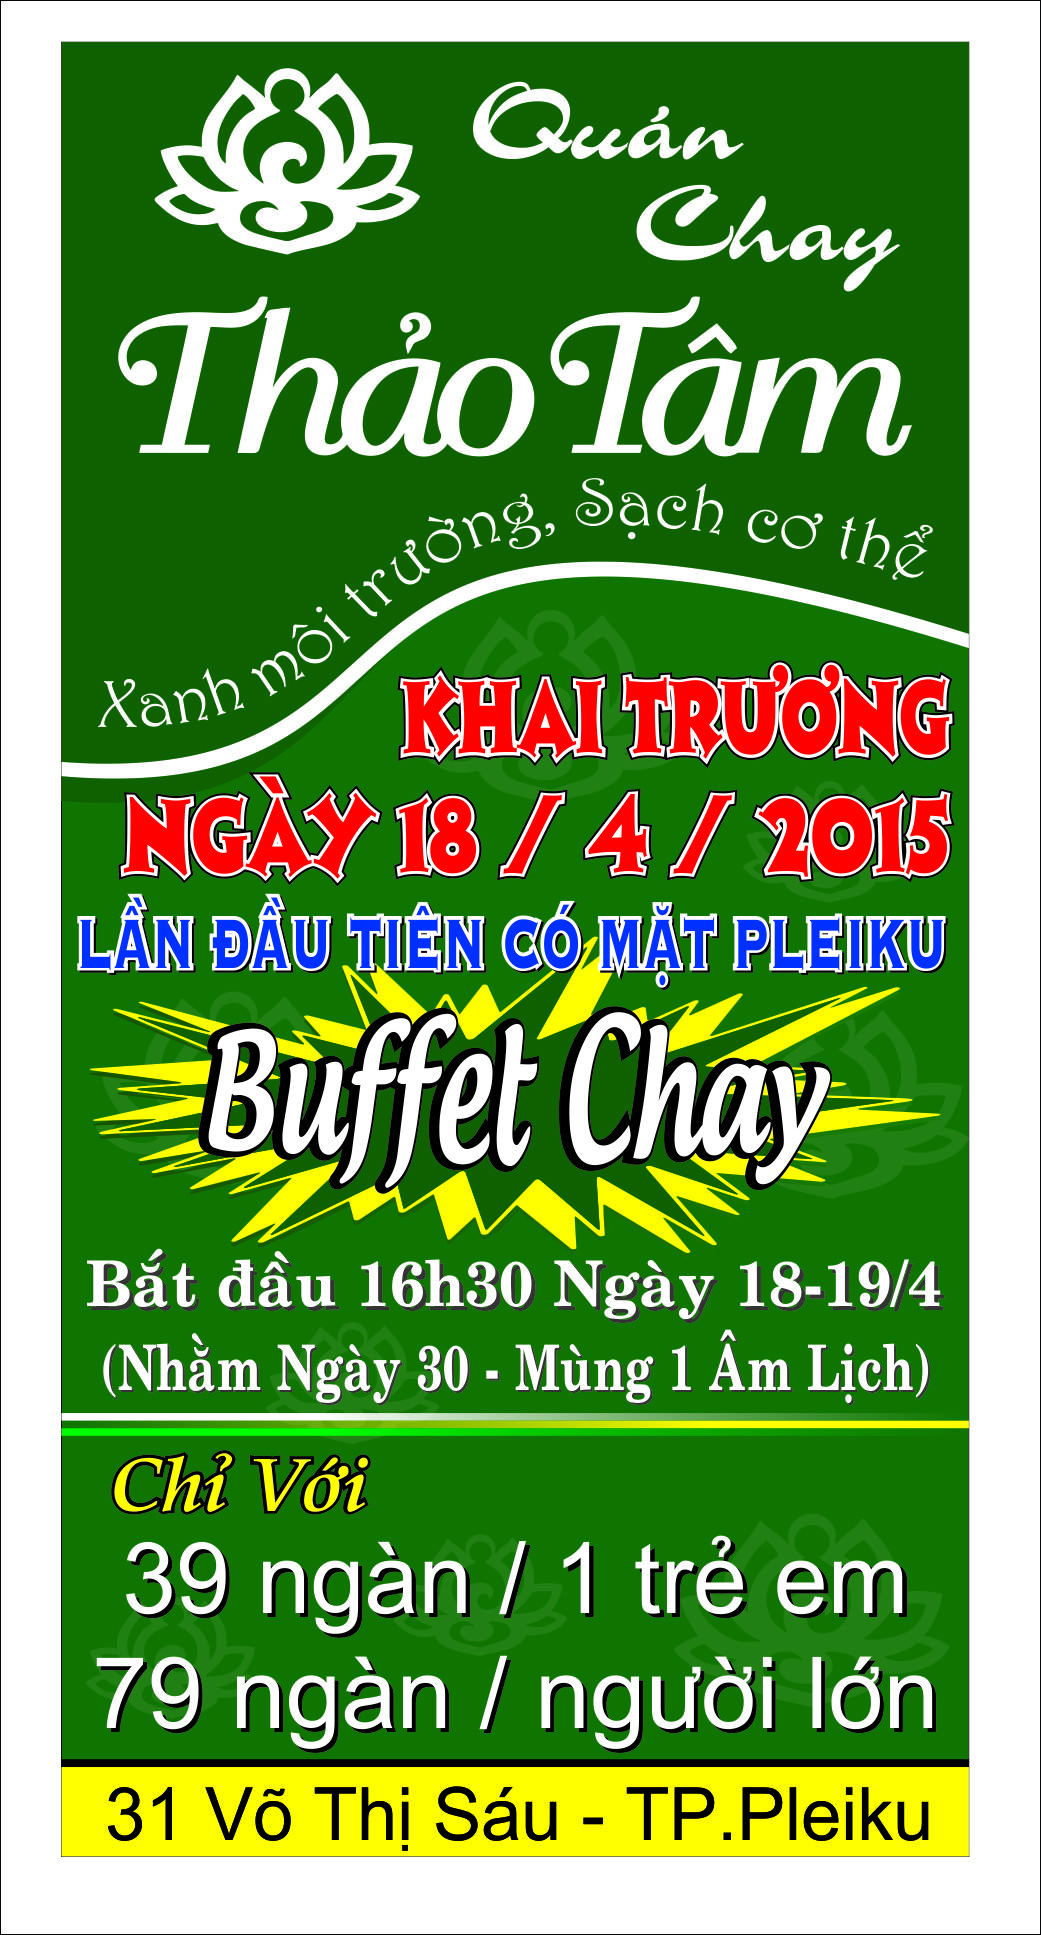 Quán
Chay
Thảo Tâm
Xanh môi trường, Sạch cơ thể
KHAI TRƯƠNG
NGÀY 18 / 4 / 2015
LẦN ĐẦU TIÊN CÓ MẶT PLEIKU
Buffet Chay
Bắt đầu 16h30 Ngày 18-19/4
(Nhằm Ngày 30 - Mùng 1 Âm Lịch)
Chỉ Với
39 ngàn / 1 trẻ em
79 ngàn / người lớn
31 Võ Thị Sáu - TP.Pleiku